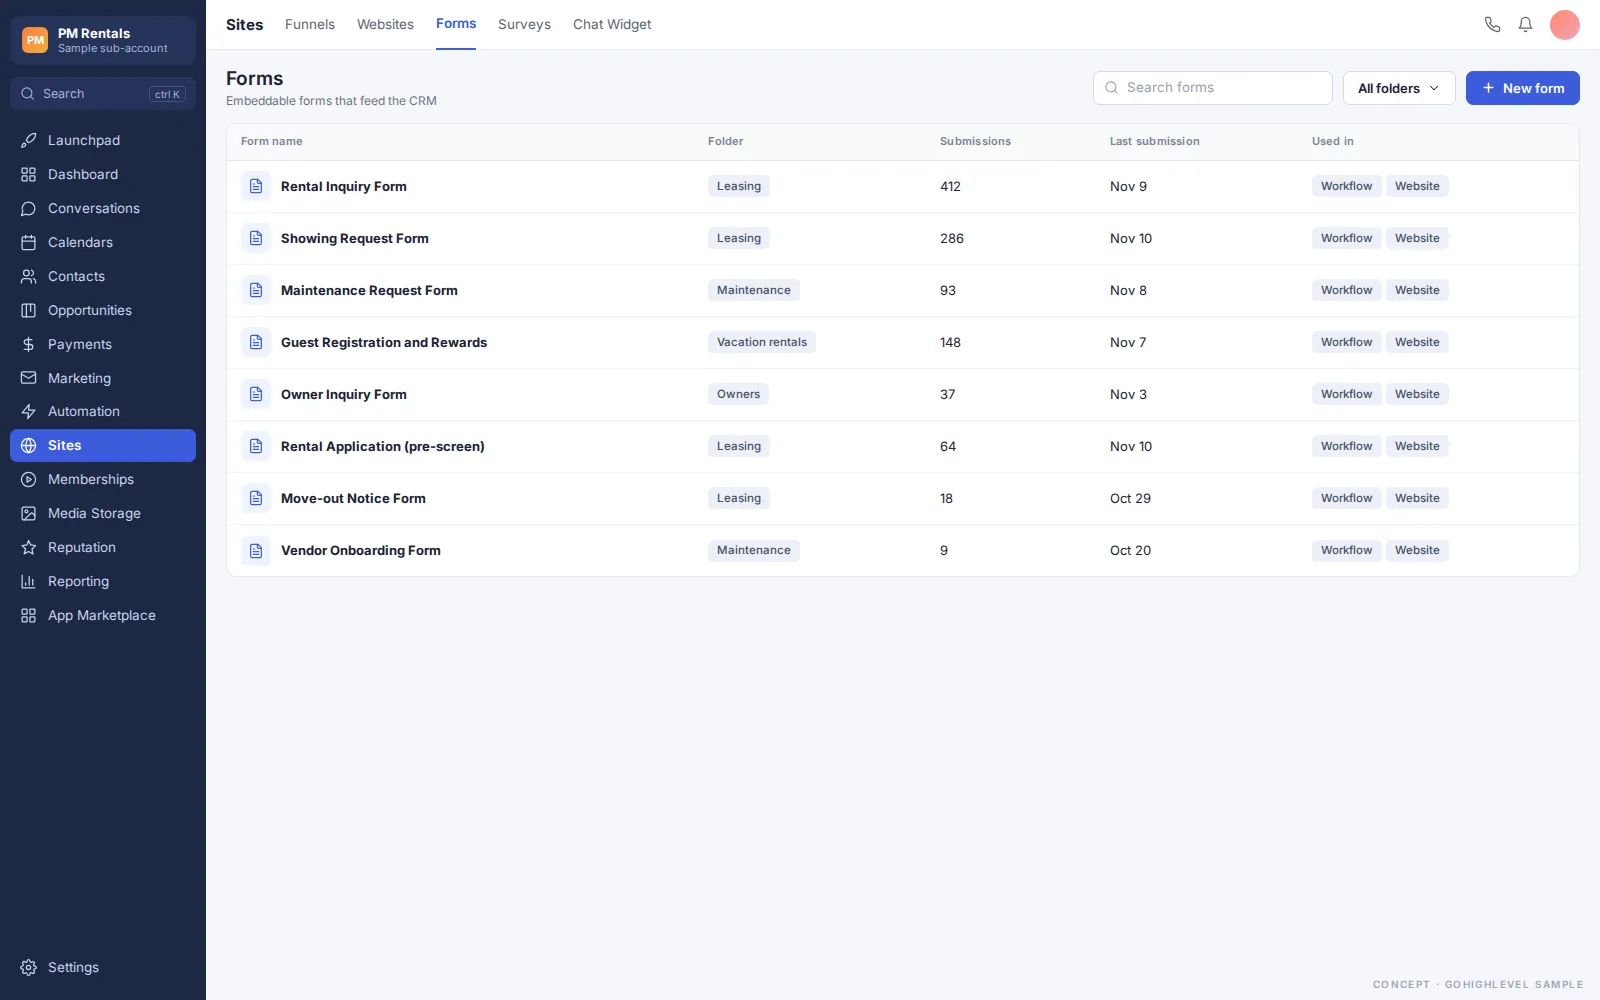 PM
PM Rentals
Sample sub-account
Search
ctrl K
Launchpad
Dashboard
Conversations
Calendars
Contacts
Opportunities
Payments
Marketing
Automation
Sites
Memberships
Media Storage
Reputation
Reporting
App Marketplace
Settings
Sites Funnels Websites Forms Surveys Chat Widget
Forms
Embeddable forms that feed the CRM
Search forms
All folders
New form
Form name Folder Submissions Last submission Used in
Rental Inquiry Form Leasing 412 Nov 9 Workflow Website
Showing Request Form Leasing 286 Nov 10 Workflow Website
Maintenance Request Form Maintenance 93 Nov 8 Workflow Website
Guest Registration and Rewards Vacation rentals 148 Nov 7 Workflow Website
Owner Inquiry Form Owners 37 Nov 3 Workflow Website
Rental Application (pre-screen) Leasing 64 Nov 10 Workflow Website
Move-out Notice Form Leasing 18 Oct 29 Workflow Website
Vendor Onboarding Form Maintenance 9 Oct 20 Workflow Website
CONCEPT · GOHIGHLEVEL SAMPLE